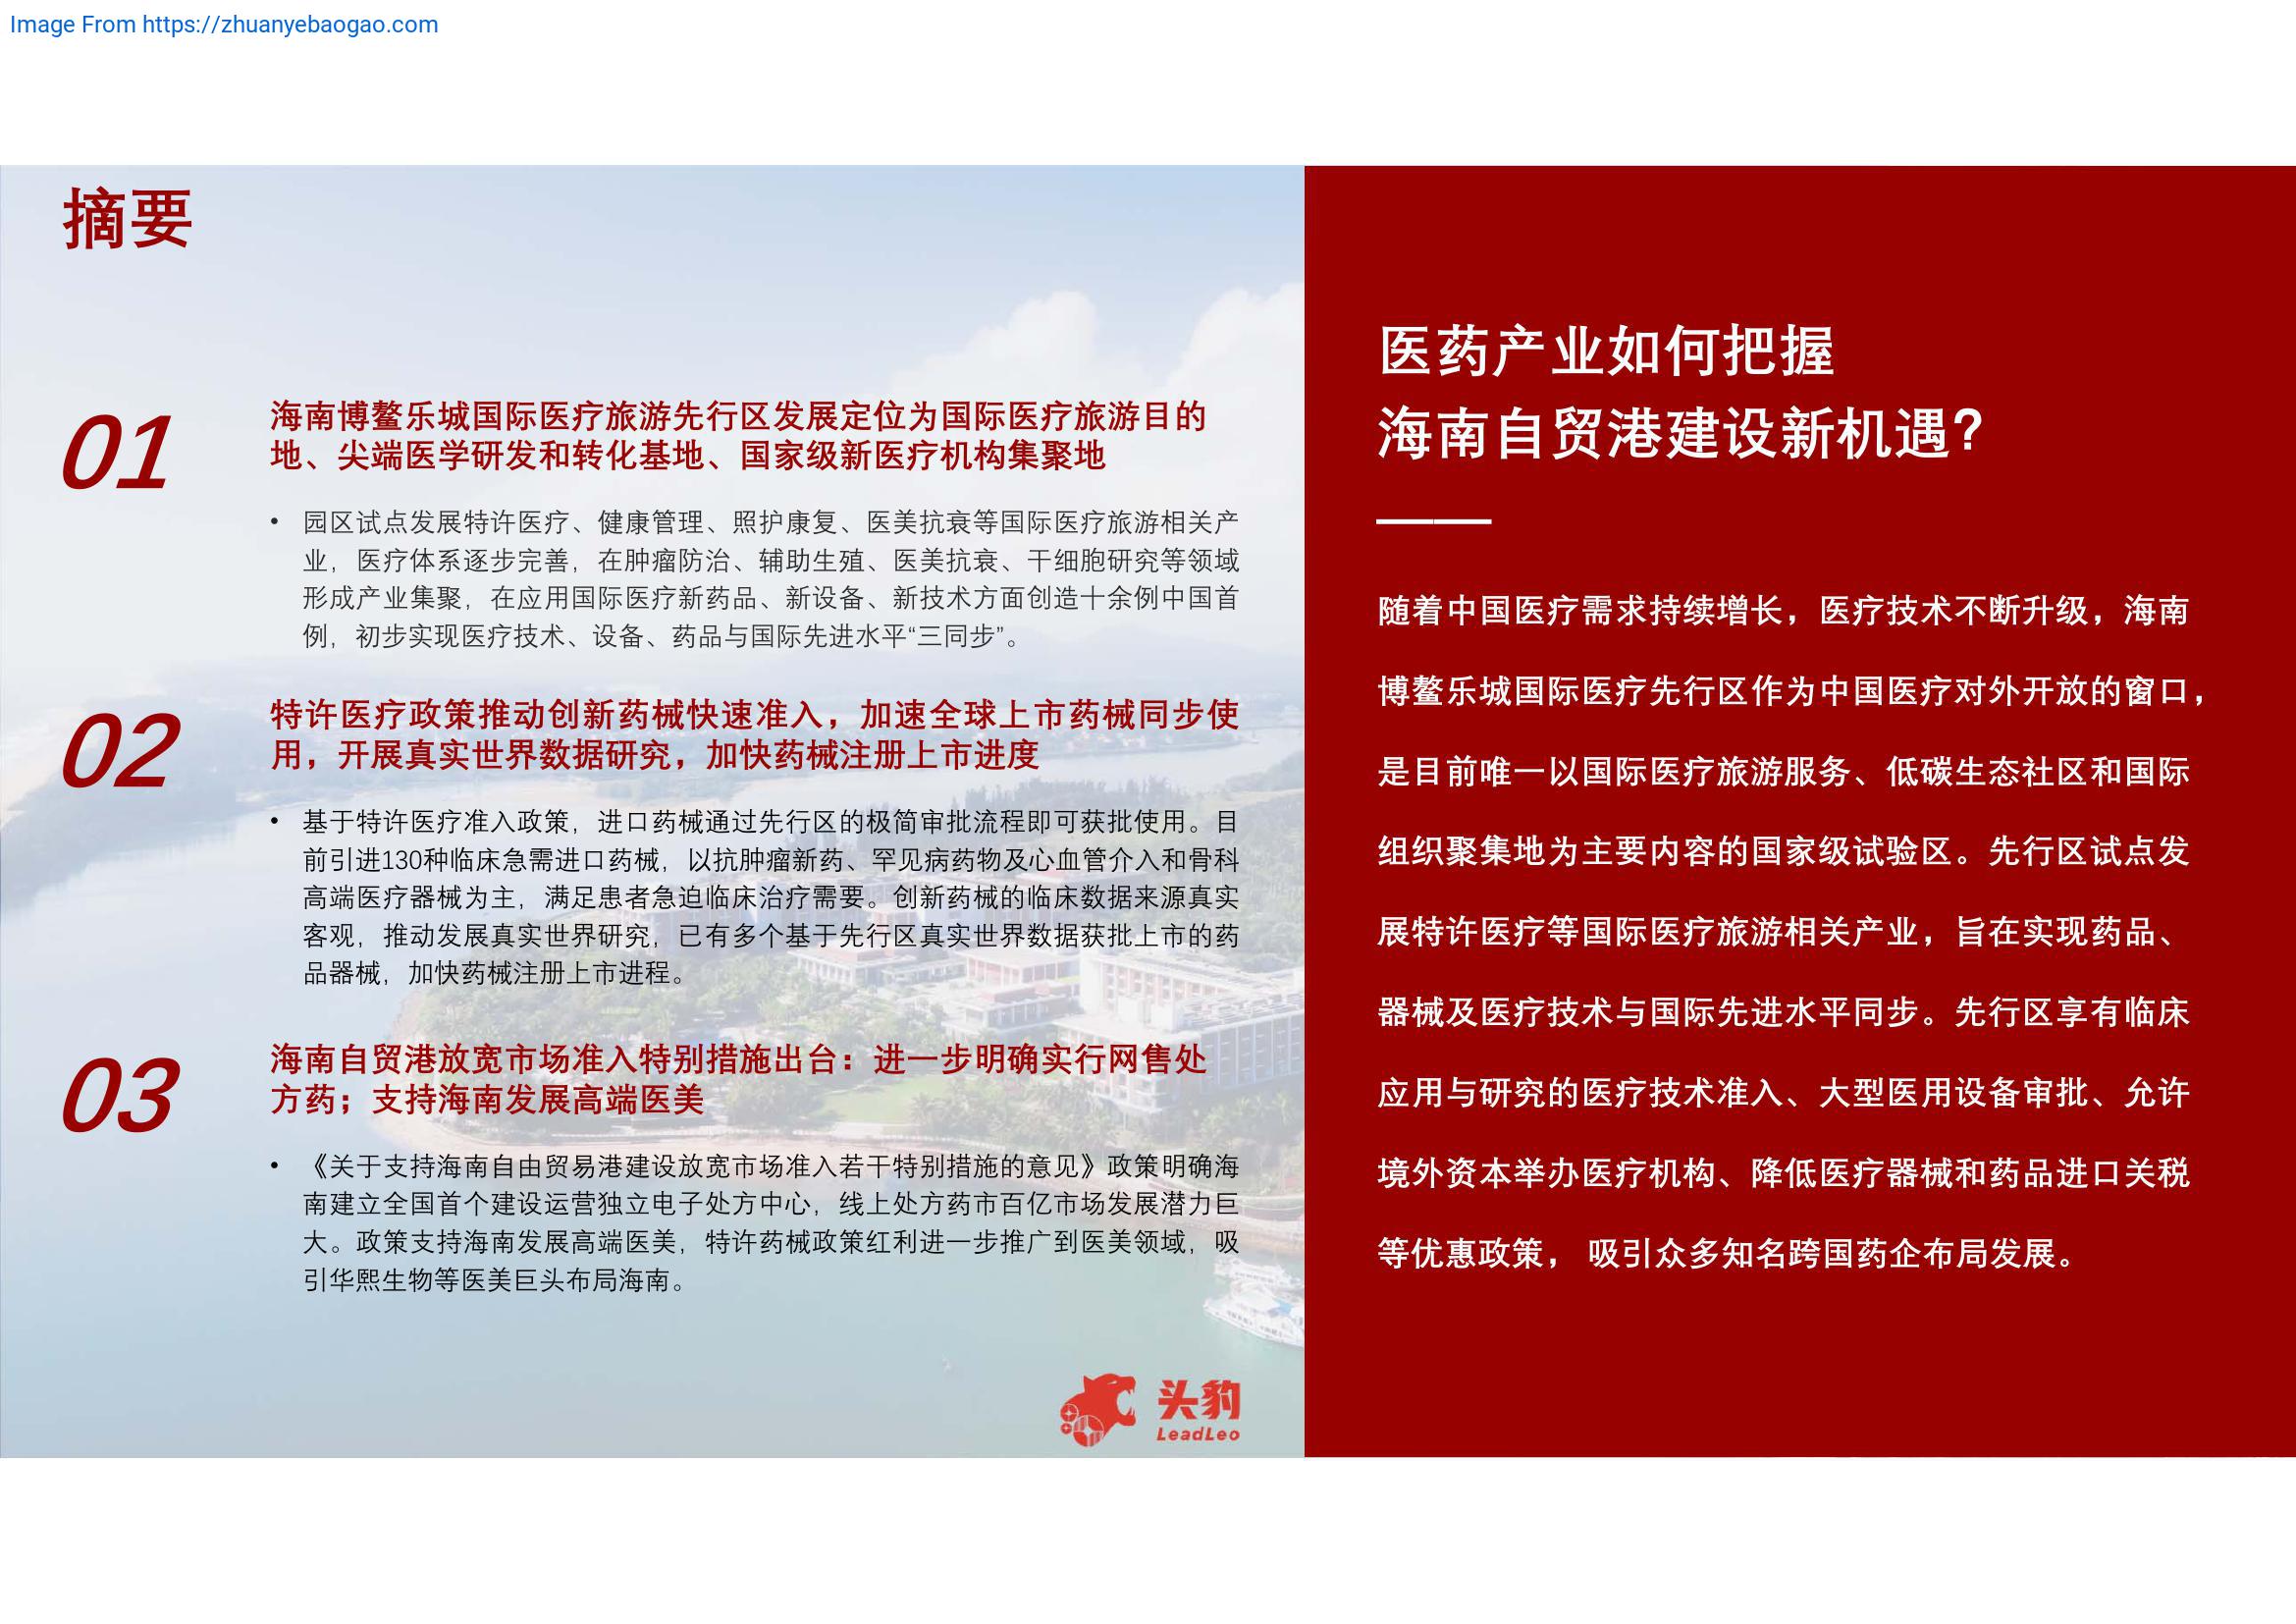 Image From https://zhuanyebaogao.com
摘要
01
海南博鳌乐城国际医疗旅游先行区发展定位为国际医疗旅游目的
地、尖端医学研发和转化基地、国家级新医疗机构集聚地
• 园区试点发展特许医疗、健康管理、照护康复、医美抗衰等国际医疗旅游相关产
业，医疗体系逐步完善，在肿瘤防治、辅助生殖、医美抗衰、干细胞研究等领域
形成产业集聚，在应用国际医疗新药品、新设备、新技术方面创造十余例中国首
例，初步实现医疗技术、设备、药品与国际先进水平“三同步”。
02
特许医疗政策推动创新药械快速准入，加速全球上市药械同步使
用，开展真实世界数据研究，加快药械注册上市进度
• 基于特许医疗准入政策，进口药械通过先行区的极简审批流程即可获批使用。目
前引进130种临床急需进口药械，以抗肿瘤新药、罕见病药物及心血管介入和骨科
高端医疗器械为主，满足患者急迫临床治疗需要。创新药械的临床数据来源真实
客观，推动发展真实世界研究，已有多个基于先行区真实世界数据获批上市的药
品器械，加快药械注册上市进程。
03
海南自贸港放宽市场准入特别措施出台：进一步明确实行网售处
方药；支持海南发展高端医美
• 《关于支持海南自由贸易港建设放宽市场准入若干特别措施的意见》政策明确海
南建立全国首个建设运营独立电子处方中心，线上处方药市百亿市场发展潜力巨
大。政策支持海南发展高端医美，特许药械政策红利进一步推广到医美领域，吸
引华熙生物等医美巨头布局海南。
头豹
LeadLeo
医药产业如何把握
海南自贸港建设新机遇？
随着中国医疗需求持续增长，医疗技术不断升级，海南
博鳌乐城国际医疗先行区作为中国医疗对外开放的窗口，
是目前唯一以国际医疗旅游服务、低碳生态社区和国际
组织聚集地为主要内容的国家级试验区。先行区试点发
展特许医疗等国际医疗旅游相关产业，旨在实现药品、
器械及医疗技术与国际先进水平同步。先行区享有临床
应用与研究的医疗技术准入、大型医用设备审批、允许
境外资本举办医疗机构、降低医疗器械和药品进口关税
等优惠政策， 吸引众多知名跨国药企布局发展。